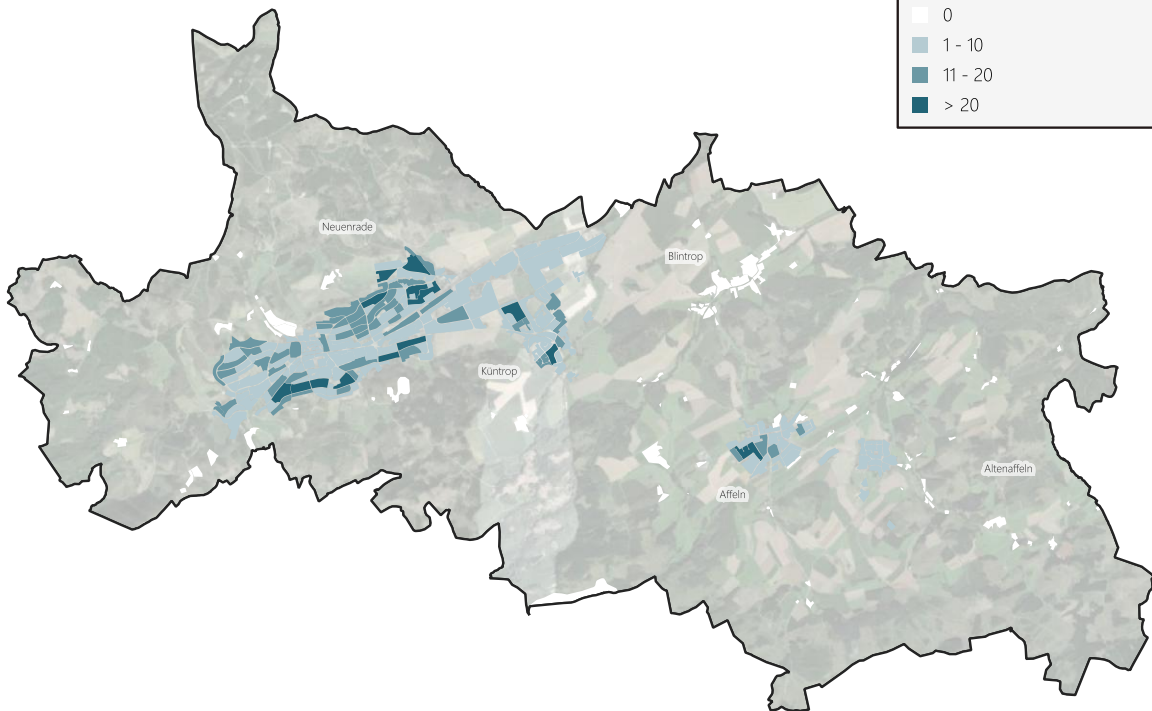 0
1 - 10
11 - 20
> 20
Neuenrade
Blintrop
Küntrop
Affeln
Altenaffeln